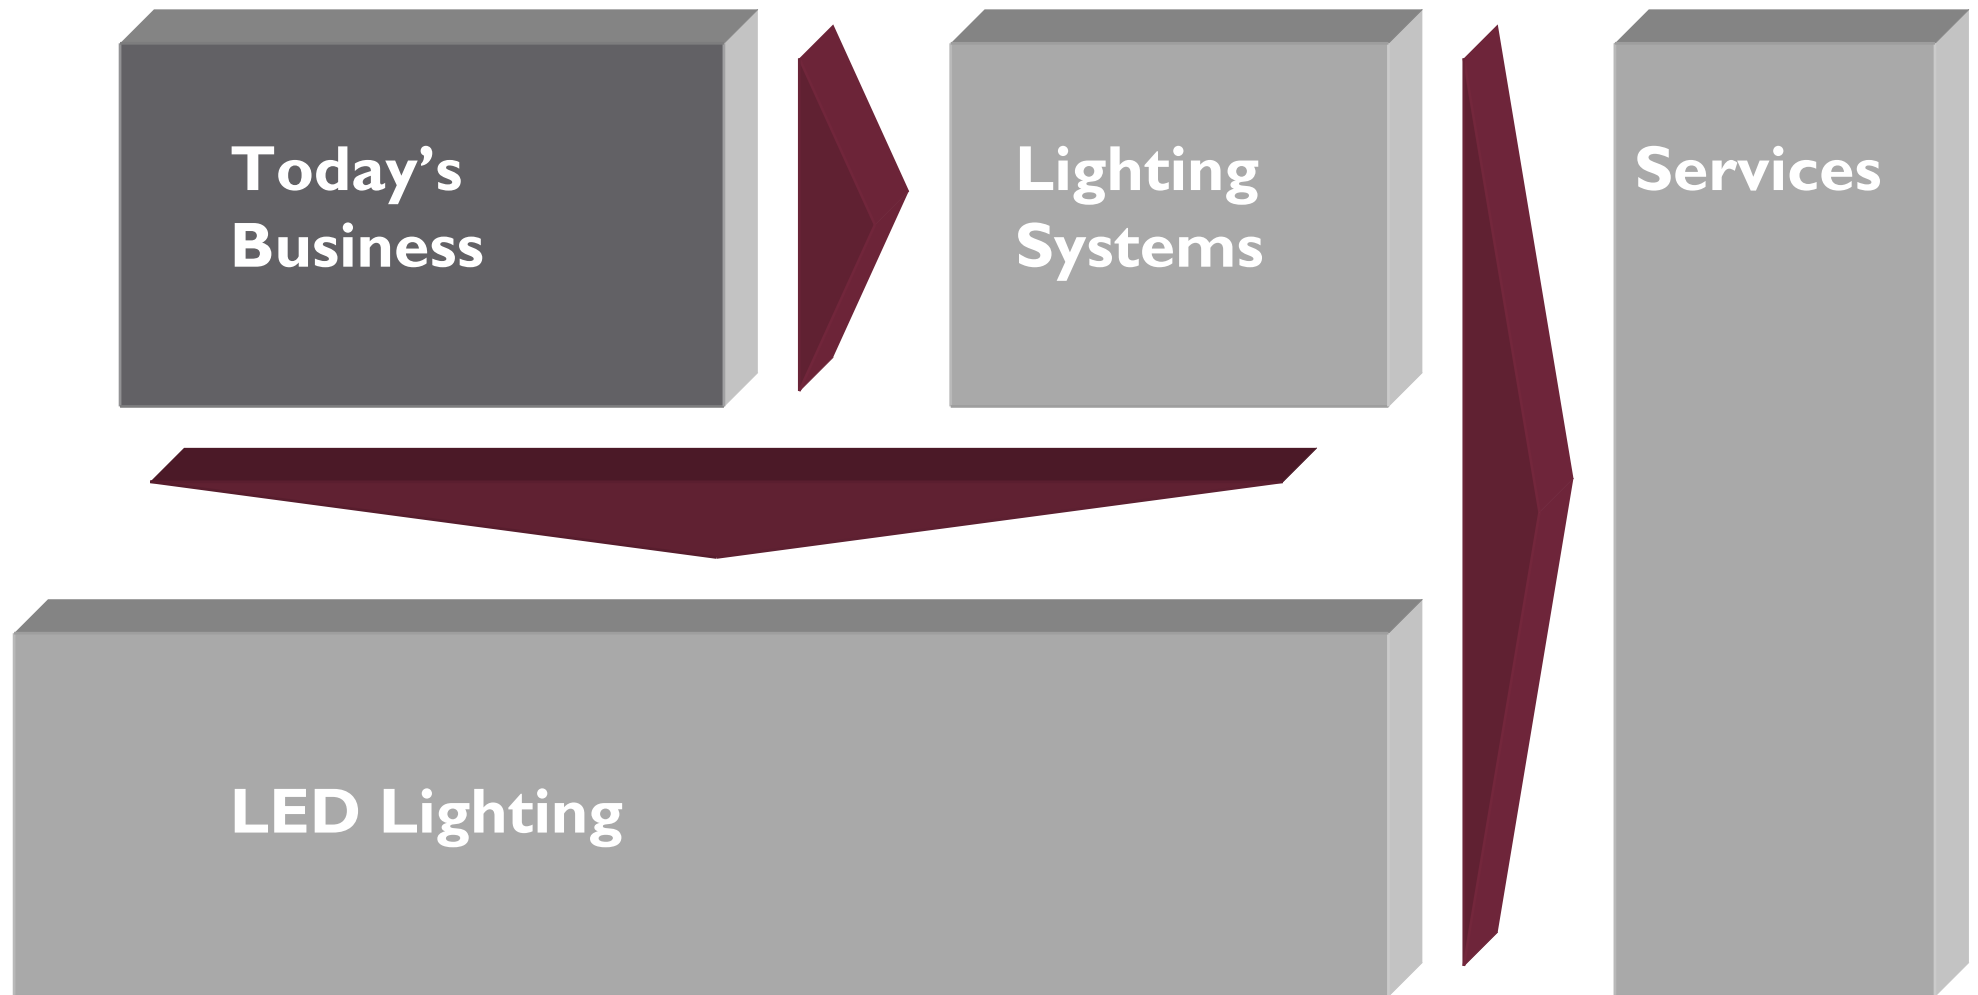 Today’s
Business
Lighting
Systems
Services
LED Lighting